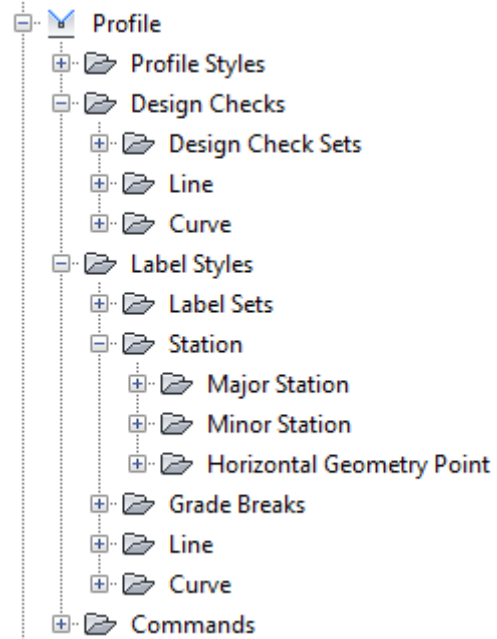 Profile
Profile Styles
Design Checks
Design Check Sets
Line
Curve
Label Styles
Label Sets
Station
Major Station
Minor Station
Horizontal Geometry Point
Grade Breaks
Line
Curve
Commands